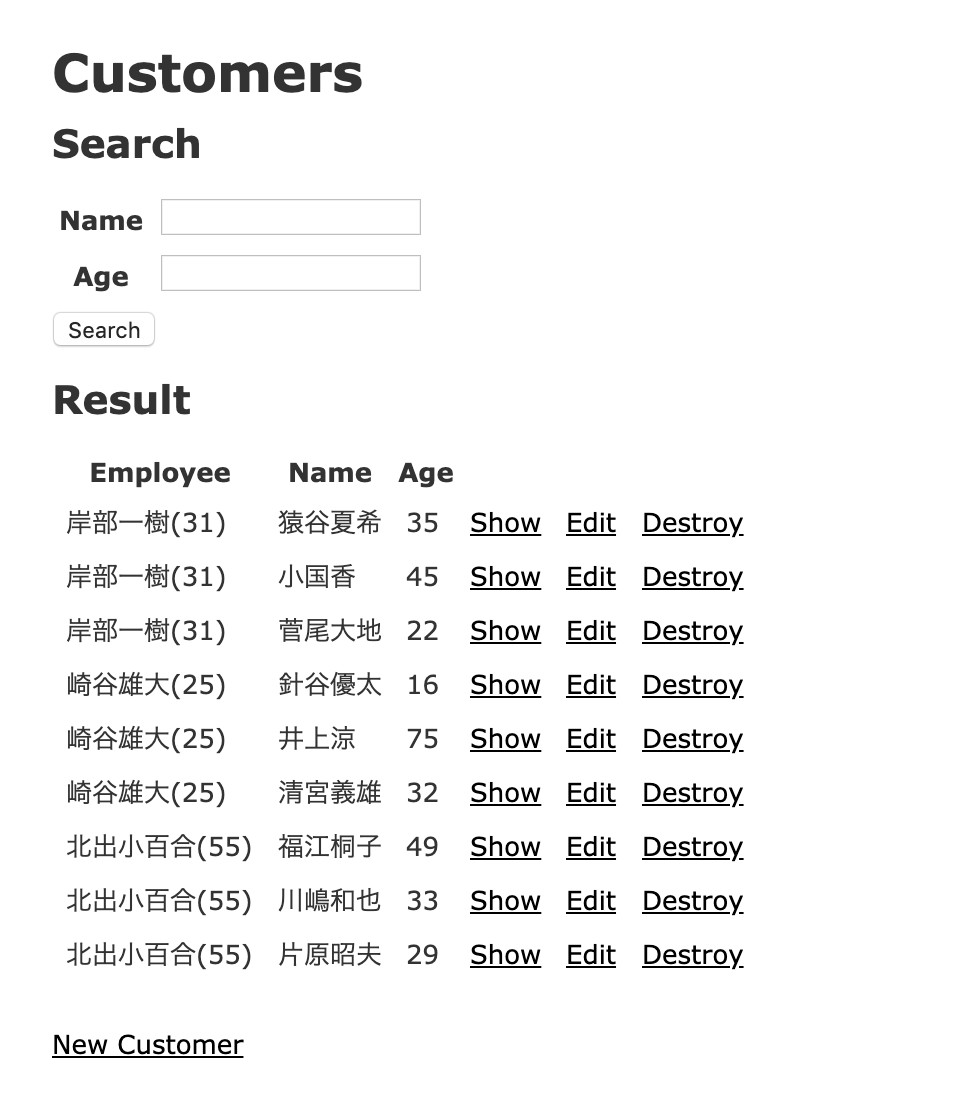 Customers
Search
Name
Age
Search
Result
Employee Name Age
岸部一樹(31) 猿谷夏希 35 Show Edit Destroy
岸部一樹(31) 小国香 45 Show Edit Destroy
岸部一樹(31) 菅尾大地 22 Show Edit Destroy
崎谷雄大(25) 針谷優太 16 Show Edit Destroy
崎谷雄大(25) 井上涼 75 Show Edit Destroy
崎谷雄大(25) 清宮義雄 32 Show Edit Destroy
北出小百合(55) 福江桐子 49 Show Edit Destroy
北出小百合(55) 川嶋和也 33 Show Edit Destroy
北出小百合(55) 片原昭夫 29 Show Edit Destroy
New Customer